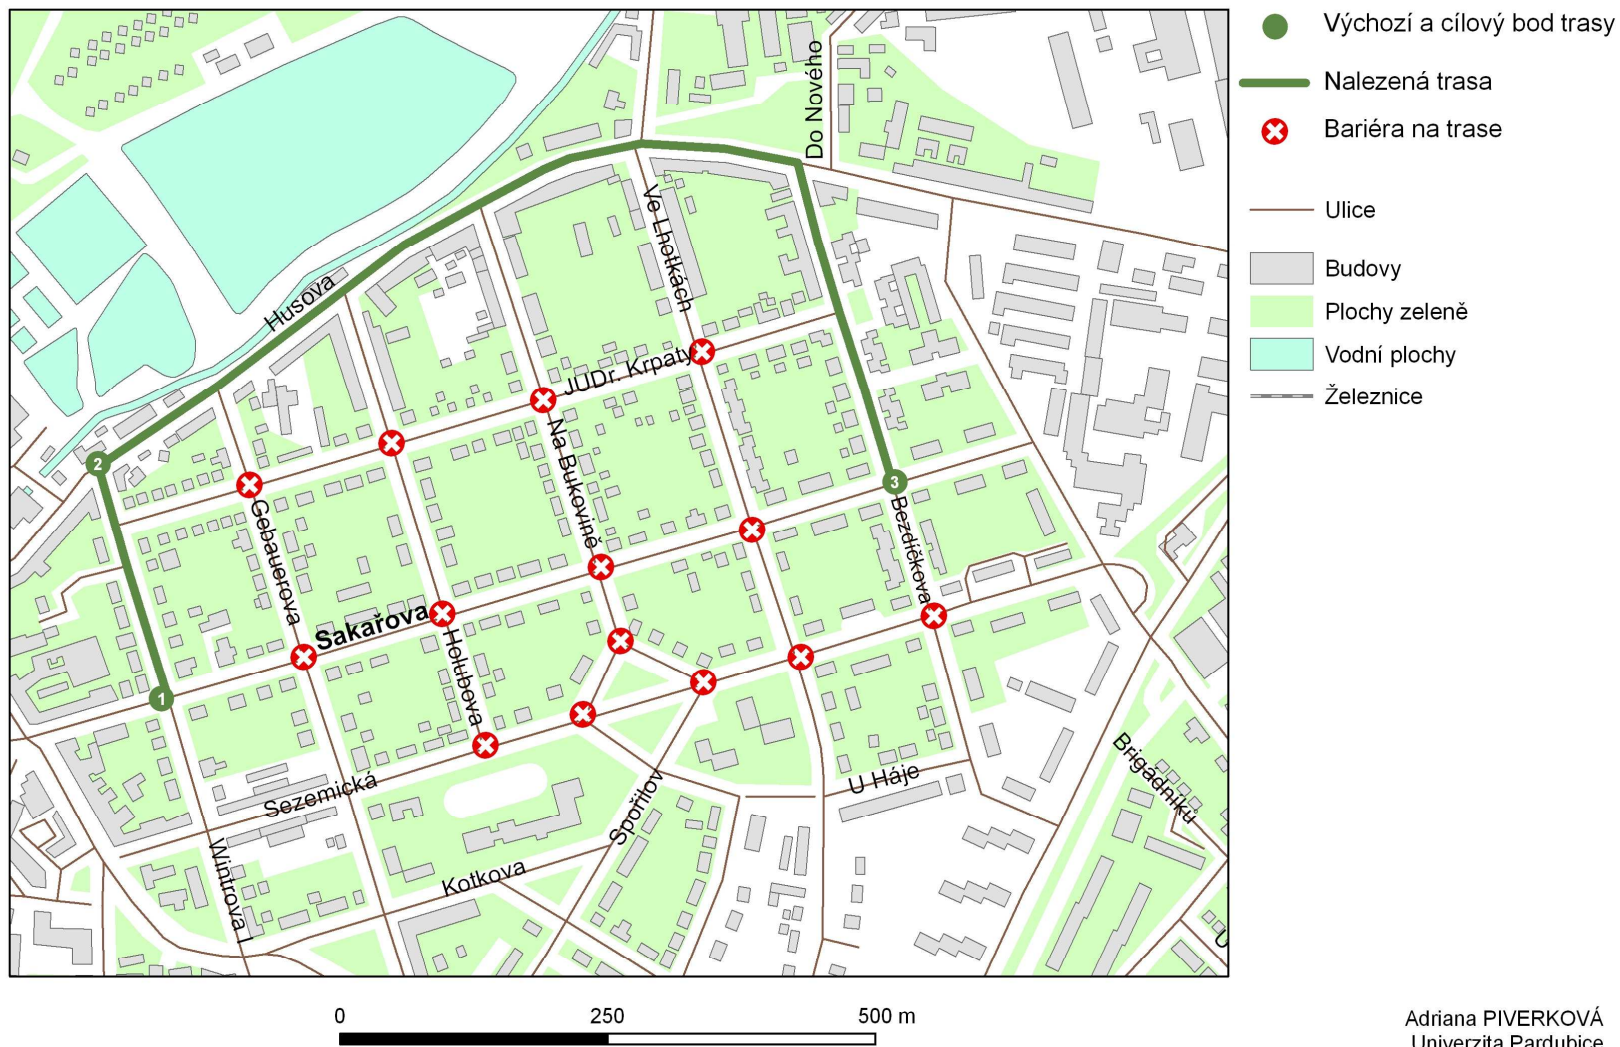 Výchozí a cílový bod trasy
Nalezená trasa
Bariéra na trase
Ulice
Budovy
Plochy zeleně
Vodní plochy
Železnice
Do Nového
Ve Lhotkách
Husova
JUDr. Krpaty
Na Bukovině
2
3
Gebauerova
Bezdíčkova
Sakařova
Holubova
1
Sezemická
U Háje
Spořilov
Brigádníků
Wintrova I
Kotkova
U
0 250 500 m
Adriana PIVERKOVÁ
Univerzita Pardubice